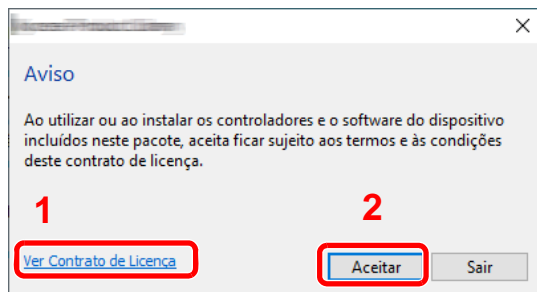 Aviso
Ao utilizar ou ao instalar os controladores e o software do dispositivo
incluídos neste pacote, aceita ficar sujeito aos termos e às condições
deste contrato de licença.
1
2
Ver Contrato de Licença
Aceitar
Sair